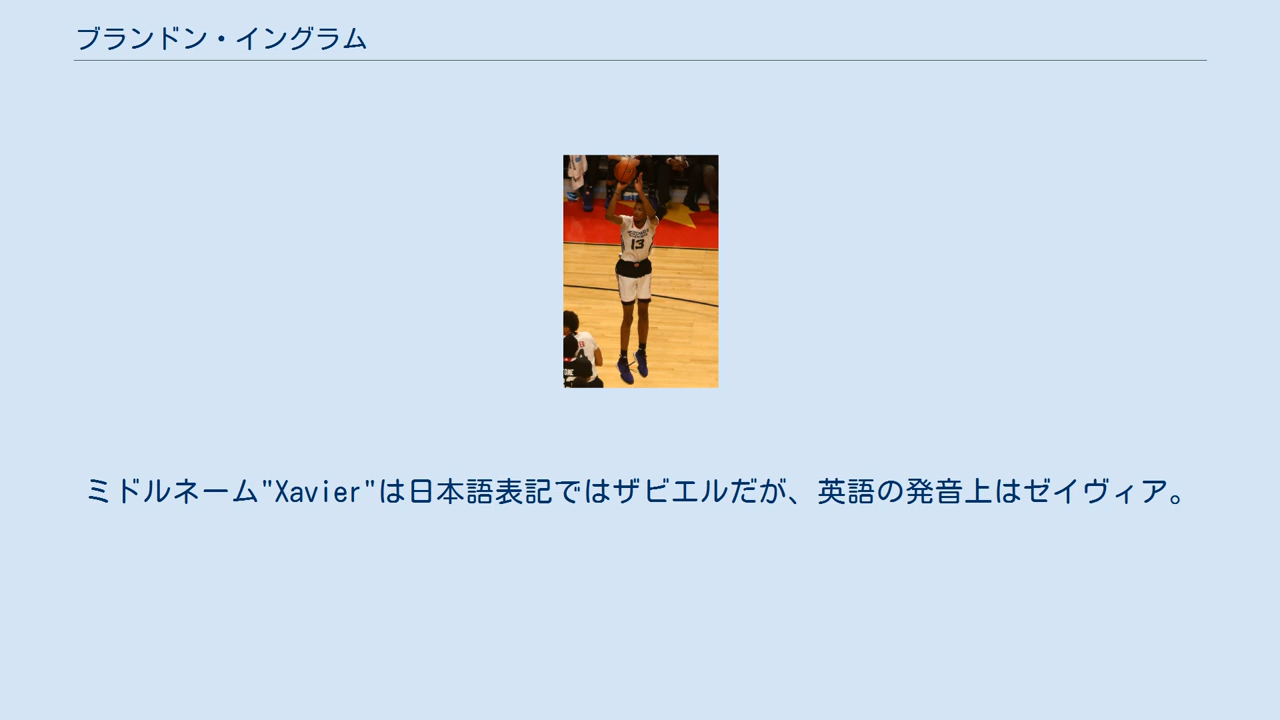 ブランドン・イングラム
13
ミドルネーム"Xavier"は日本語表記ではザビエルだが、英語の発音上はゼイヴィア。